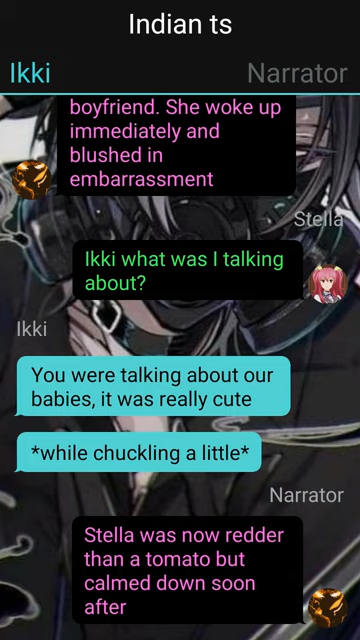 Indian ts
Ikki
Narrator
boyfriend. She woke up
immediately and
blushed in
embarrassment
Stella
Ikki what was I talking
about?
Ikki
You were talking about our
babies, it was really cute
*while chuckling a little*
Narrator
Stella was now redder
than a tomato but
calmed down soon
after